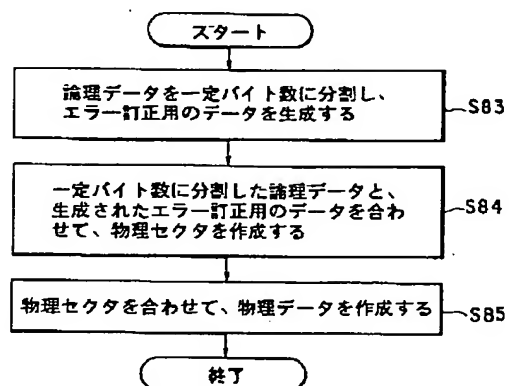 スタート
論理データを一定バイト数に分割し、
エラー訂正用のデータを生成する
S83
一定バイト数に分割した論理データと、
生成されたエラー訂正用のデータを合わ
せて、物理セクタを作成する
S84
物理セクタを合わせて、物理データを作成する
S85
終了